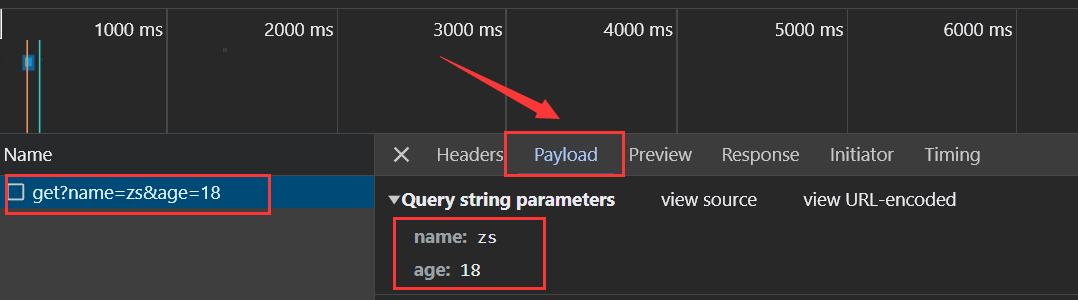 1000 ms 2000 ms 3000 ms 4000 ms 5000 ms 6000 ms
Name
Headers Payload Preview Response Initiator Timing
get?name=zs&age=18
▼Query string parameters view source view URL-encoded
name: zs
age: 18